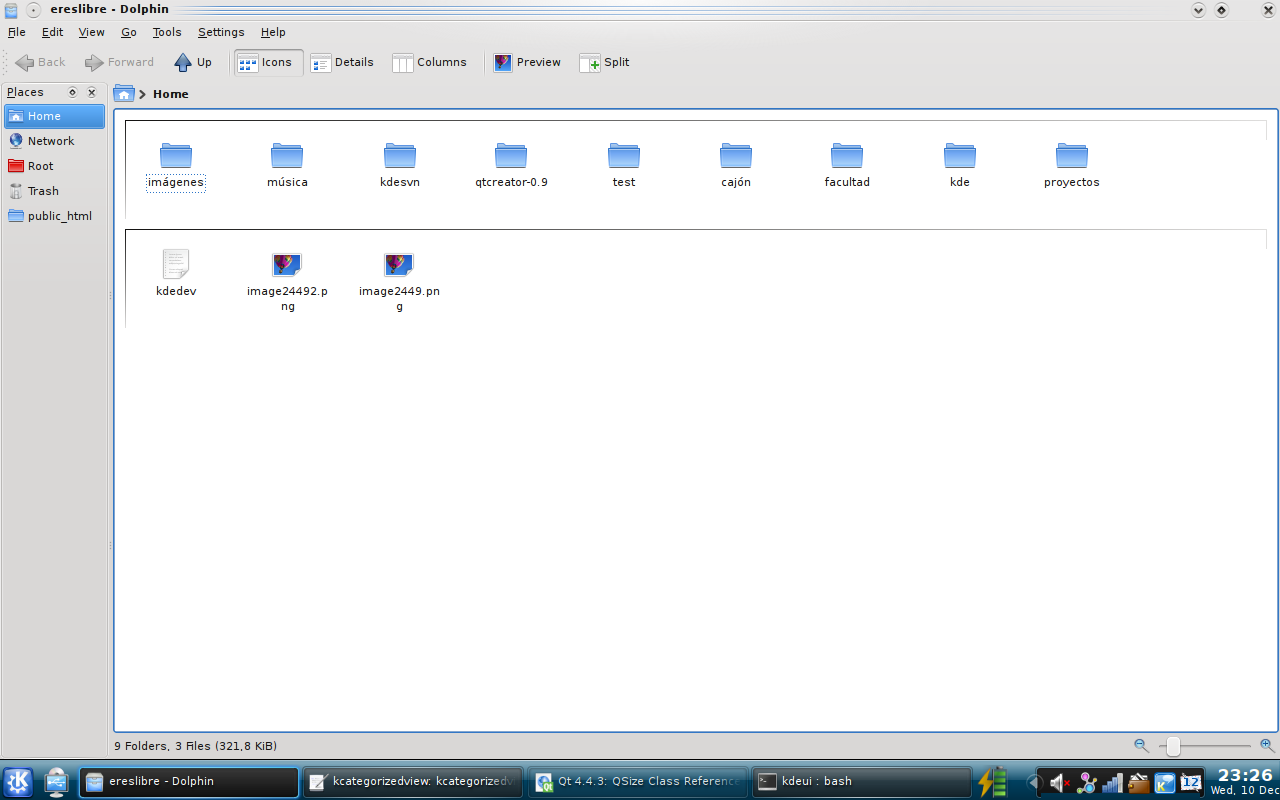 ereslibre - Dolphin
File Edit View Go Tools Settings Help
Back Forward Up Icons Details Columns Preview Split
Places
Home
Home
Network
Root
Trash
public_html
imágenes música kdesvn qtcreator-0.9 test cajón facultad kde proyectos
kdedev image24492.p image2449.pn
ng g
9 Folders, 3 Files (321,8 KiB)
ereslibre - Dolphin kcategorizedview: kcategorizedv Qt 4.4.3: QSize Class Reference kdeui : bash 12 23:26
Wed, 10 Dec